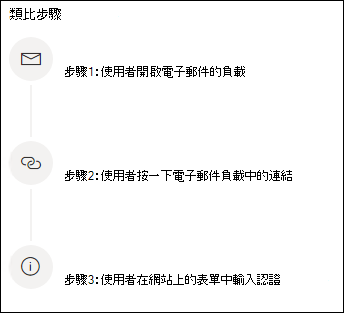 類比步驟
步驟1:使用者開啟電子郵件的負載
步驟2:使用者按一下電子郵件負載中的連結
步驟3:使用者在網站上的表單中輸入認證